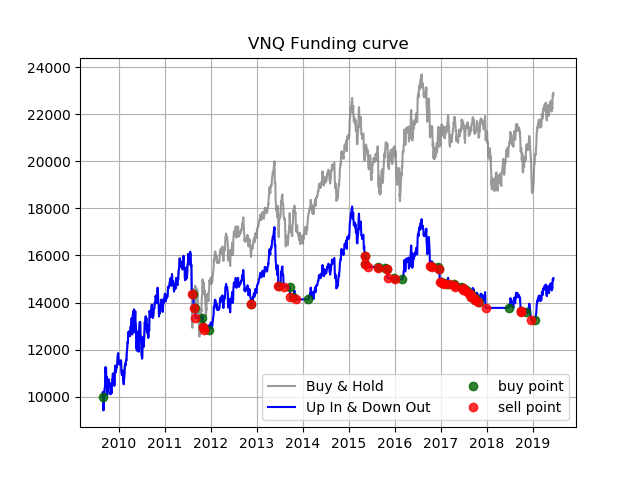 VNQ Funding curve
24000
22000
20000
18000
16000
14000
12000
10000
Buy & Hold
Up In & Down Out
buy point
sell point
2010 2011 2012 2013 2014 2015 2016 2017 2018 2019